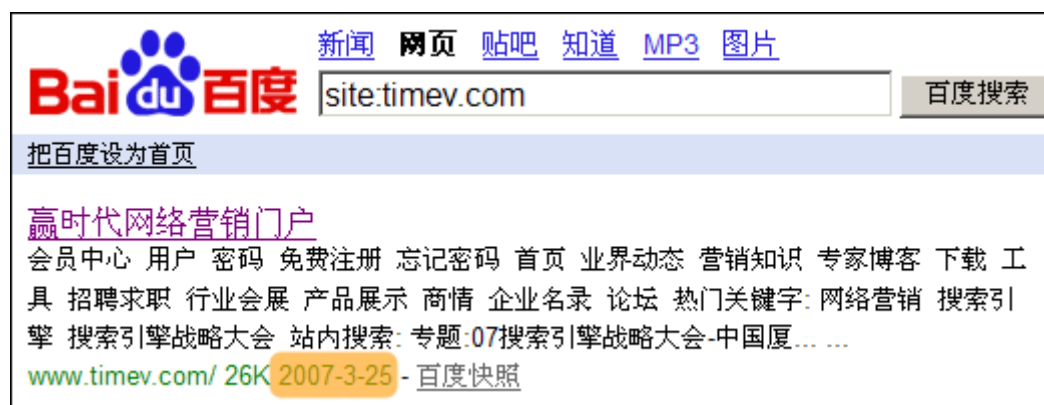 新闻 网页 贴吧 知道 MP3 图片
Bai du 百度 site:timev.com 百度搜索
把百度设为首页
赢时代网络营销门户
会员中心 用户 密码 免费注册 忘记密码 首页 业界动态 营销知识 专家博客 下载 工
具 招聘求职 行业会展 产品展示 商情 企业名录 论坛 热门关键字: 网络营销 搜索引
擎 搜索引擎战略大会 站内搜索: 专题:07搜索引擎战略大会-中国厦... ...
www.timev.com/ 26K 2007-3-25 - 百度快照